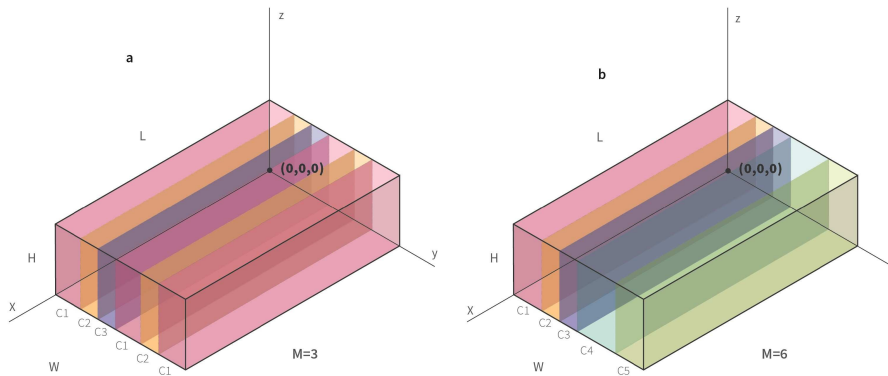 a
z
L
(0,0,0)
H
y
X
C1
C2
C3
C1
C2
C1
W
M=3
b
z
L
(0,0,0)
H
X
C1
C2
C3
C4
C5
W
M=6